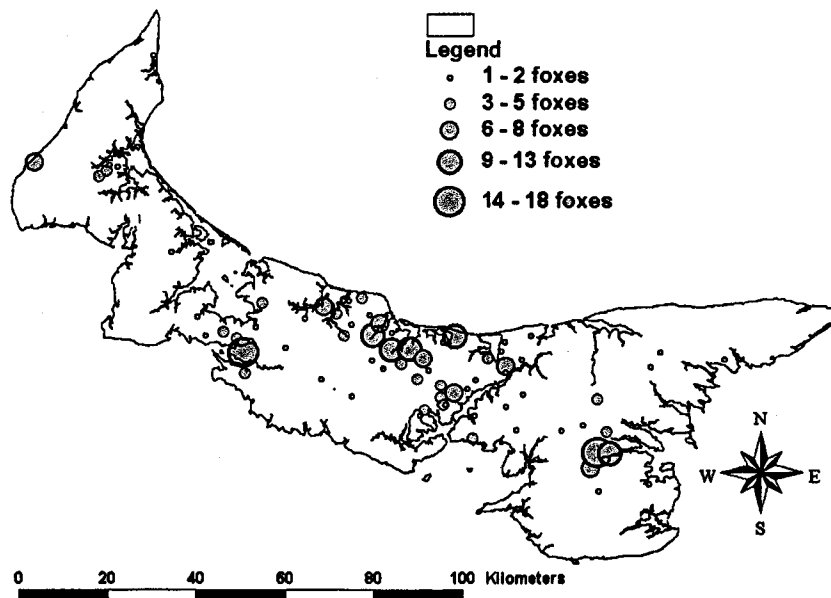 Legend
1 - 2 foxes
3 - 5 foxes
6 - 8 foxes
9 - 13 foxes
14 - 18 foxes
N
W E
S
0 20 40 60 80 100 Kilometers